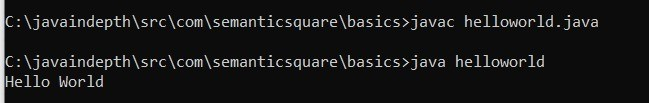 C:\javaindepth\src\com\semanticsquare\basics>javac helloworld.java
C:\javaindepth\src\com\semanticsquare\basics>java helloworld
Hello World